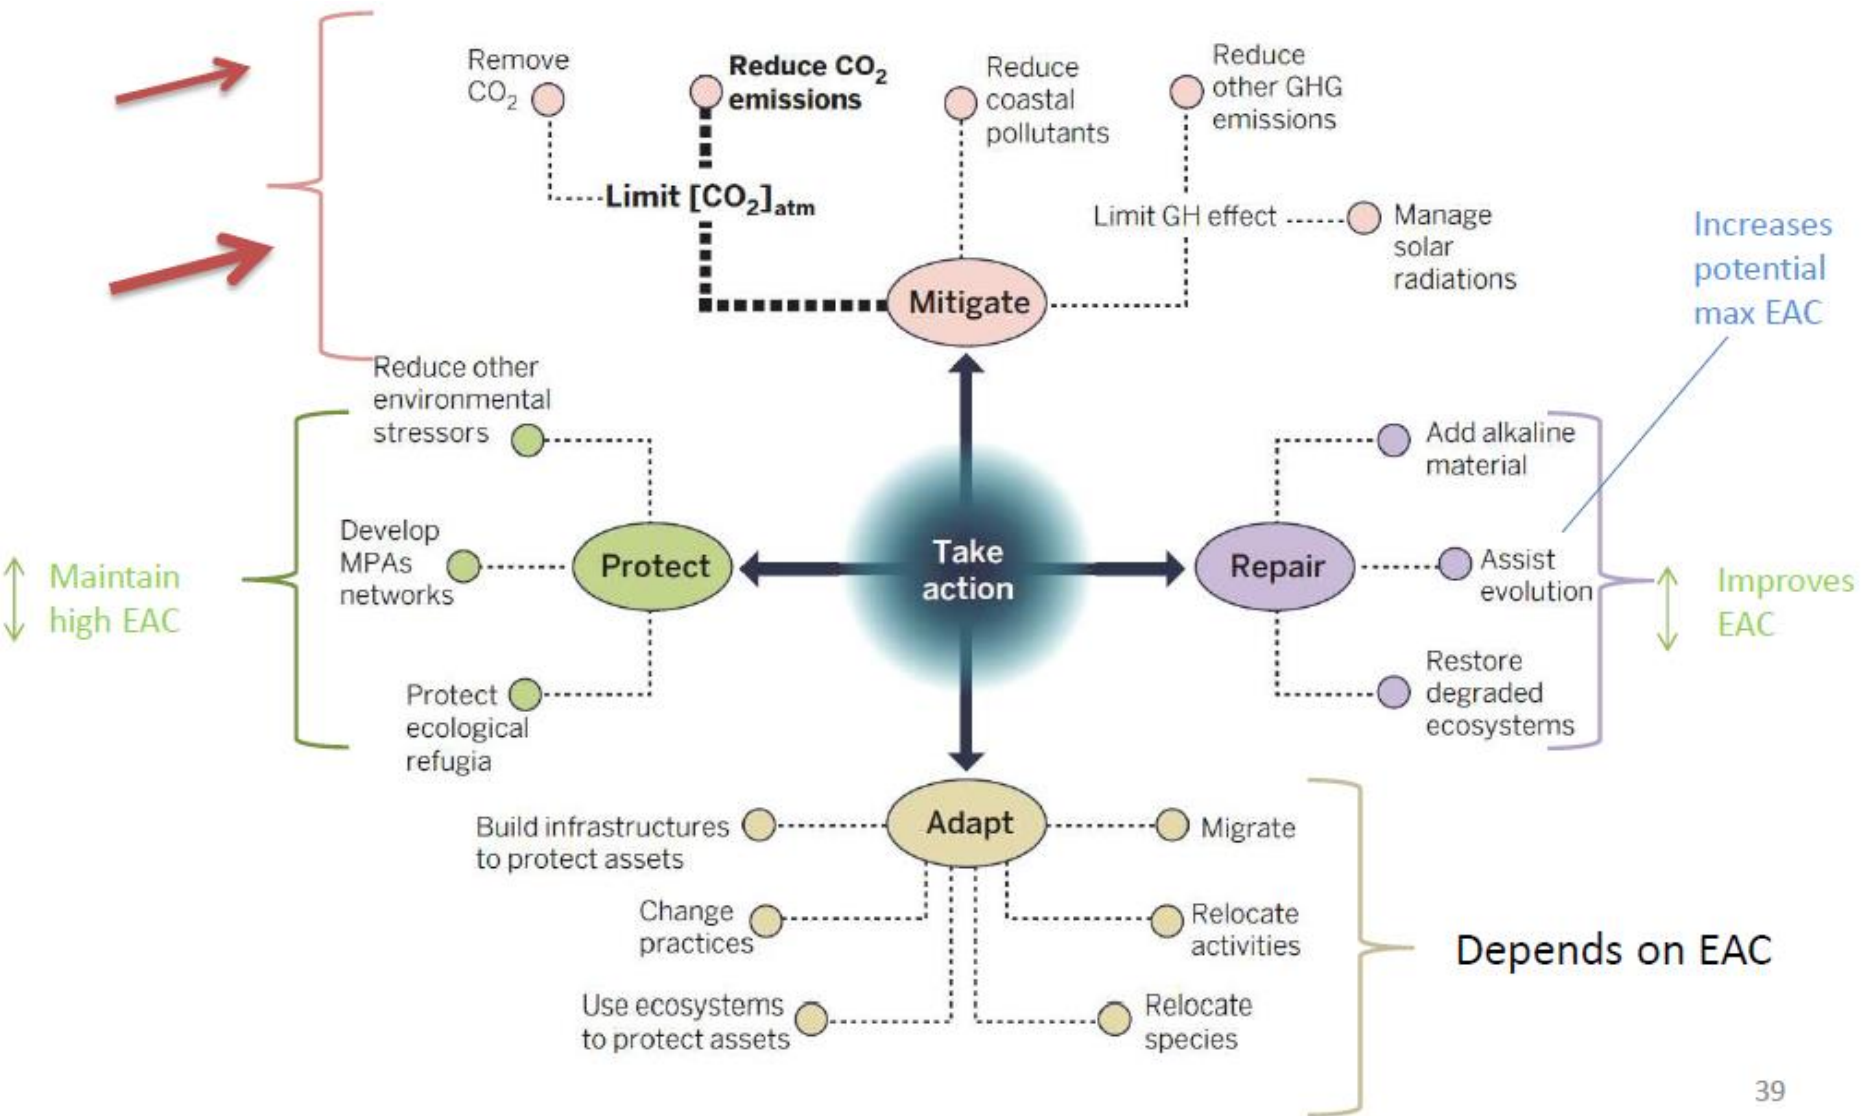 Remove
CO2
Reduce CO2
emissions
Reduce
coastal
pollutants
Reduce
other GHG
emissions
Limit [CO2]atm
Limit GH effect
Manage
solar
radiations
Increases
potential
max EAC
Mitigate
Reduce other
environmental
stressors
Add alkaline
material
Develop
MPAs
networks
Protect
Take
action
Repair
Assist
evolution
Maintain
high EAC
Improves
EAC
Protect
ecological
refugia
Restore
degraded
ecosystems
Build infrastructures
to protect assets
Adapt
Migrate
Change
practices
Relocate
activities
Depends on EAC
Use ecosystems
to protect assets
Relocate
species
39